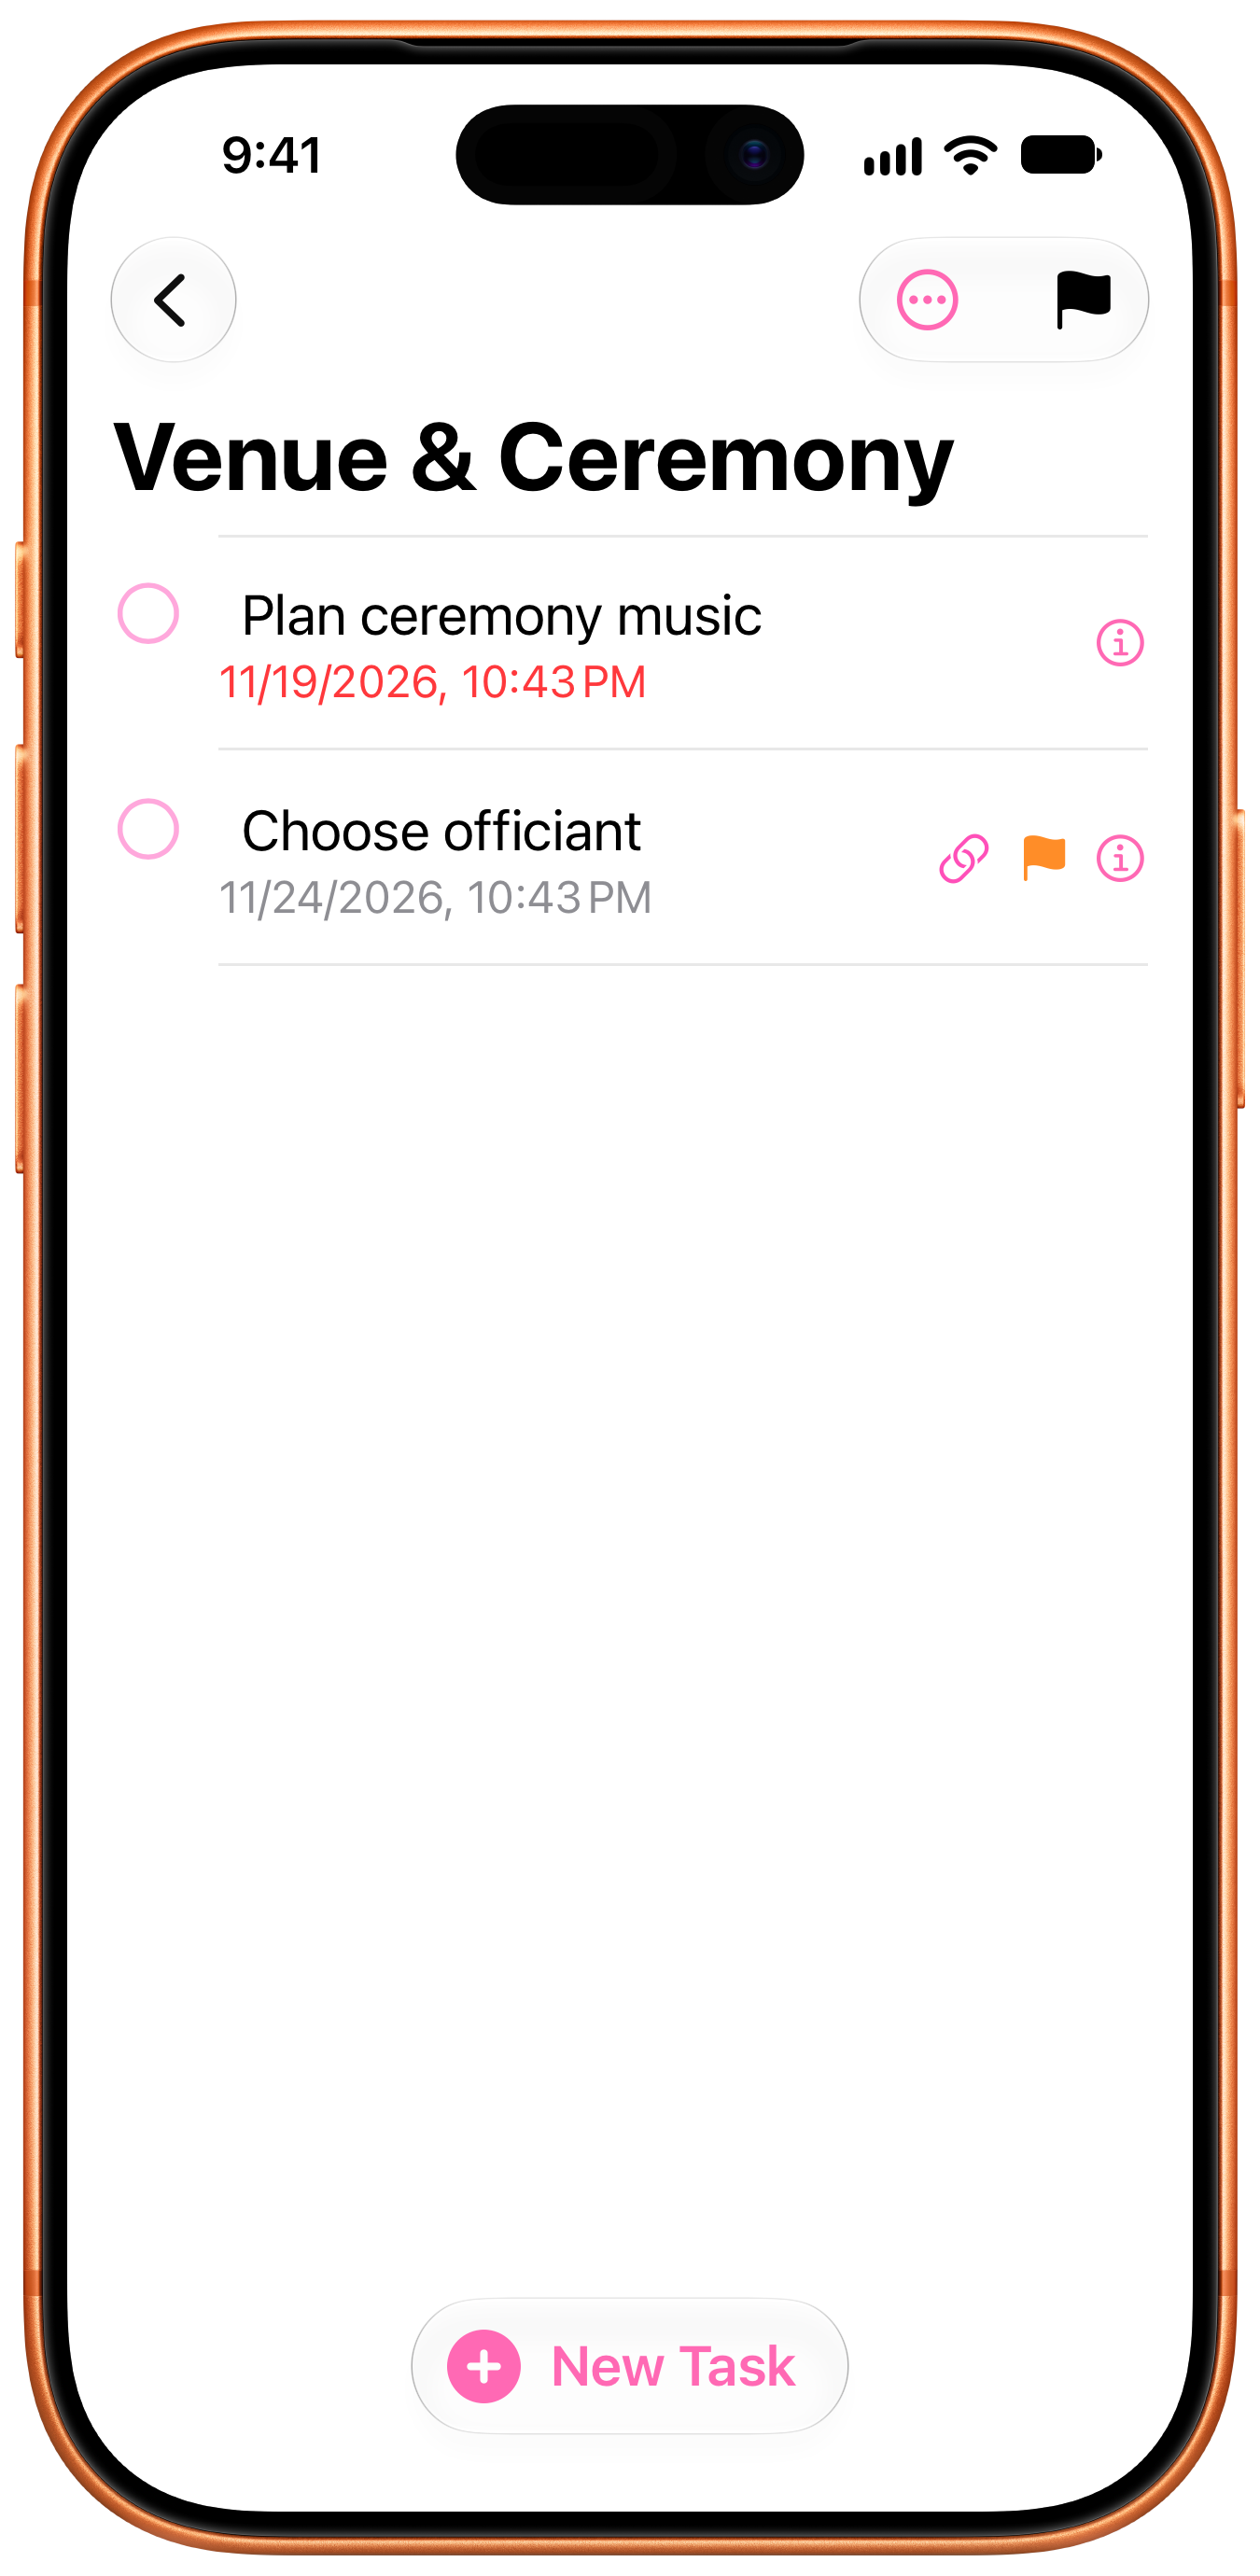 9:41
Venue & Ceremony
Plan ceremony music
11/19/2026, 10:43 PM
Choose officiant
11/24/2026, 10:43 PM
New Task